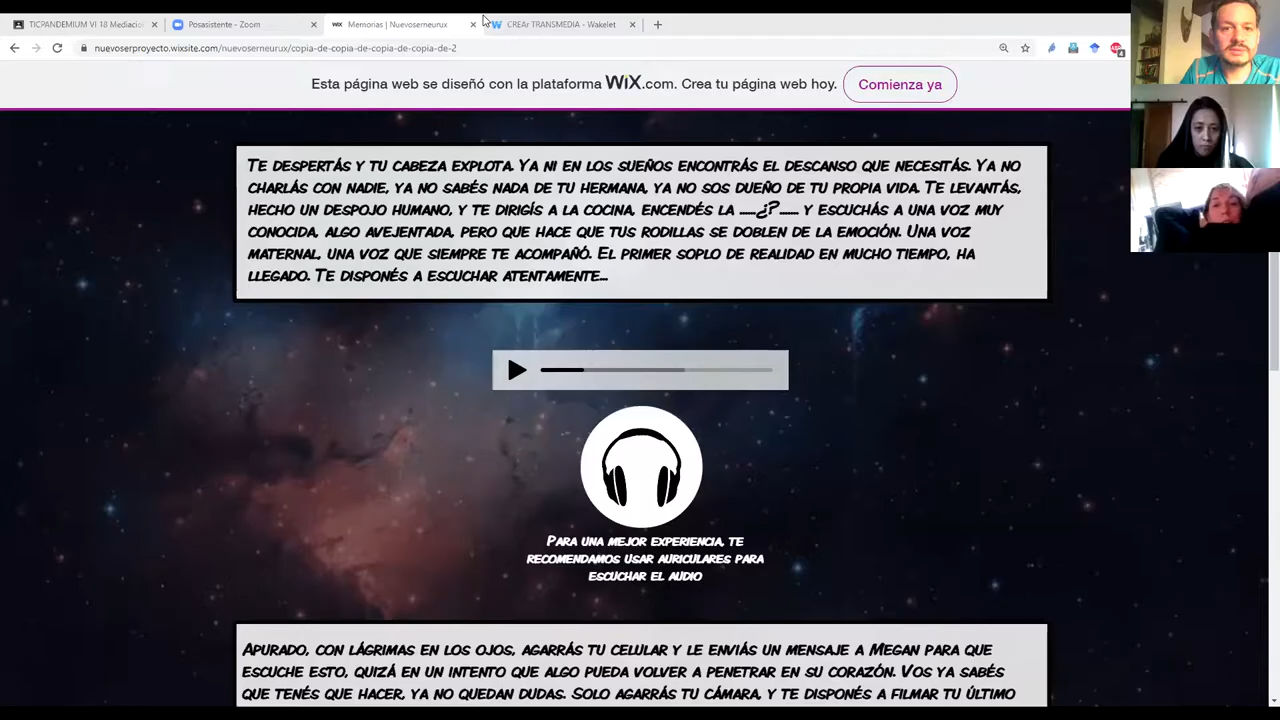 TICPANDEMIUM VI 18 Mediació
Posasistente - Zoom
WIX Memorias | Nuevoserneurux
CREAr TRANSMEDIA - Wakelet
nuevoserproyecto.wixsite.com/nuevoserneurux/copia-de-copia-de-copia-de-copia-de-2
Esta página web se diseñó con la plataforma WIX.com. Crea tu página web hoy.
Comienza ya
TE DESPERTÁS Y TU CABEZA EXPLOTA. YA NI EN LOS SUEÑOS ENCONTRÁS EL DESCANSO QUE NECESITÁS. YA NO
CHARLÁS CON NADIE, YA NO SABÉS NADA DE TU HERMANA, YA NO SOS DUEÑO DE TU PROPIA VIDA. TE LEVANTÁS,
HECHO UN DESPOJO HUMANO, Y TE DIRIGÍS A LA COCINA, ENCENDÉS LA ......¿?...... Y ESCUCHÁS A UNA VOZ MUY
CONOCIDA, ALGO AVEJENTADA, PERO QUE HACE QUE TUS RODILLAS SE DOBLEN DE LA EMOCIÓN. UNA VOZ
MATERNAL, UNA VOZ QUE SIEMPRE TE ACOMPAÑÓ. EL PRIMER SOPLO DE REALIDAD EN MUCHO TIEMPO, HA
LLEGADO. TE DISPONÉS A ESCUCHAR ATENTAMENTE...
PARA UNA MEJOR EXPERIENCIA, TE
RECOMENDAMOS USAR AURICULARES PARA
ESCUCHAR EL AUDIO
APURADO, CON LÁGRIMAS EN LOS OJOS, AGARRÁS TU CELULAR Y LE ENVIÁS UN MENSAJE A MEGAN PARA QUE
ESCUCHE ESTO, QUIZÁ EN UN INTENTO QUE ALGO PUEDA VOLVER A PENETRAR EN SU CORAZÓN. VOS YA SABÉS
QUE TENÉS QUE HACER, YA NO QUEDAN DUDAS. SOLO AGARRÁS TU CÁMARA, Y TE DISPONÉS A FILMAR TU ÚLTIMO